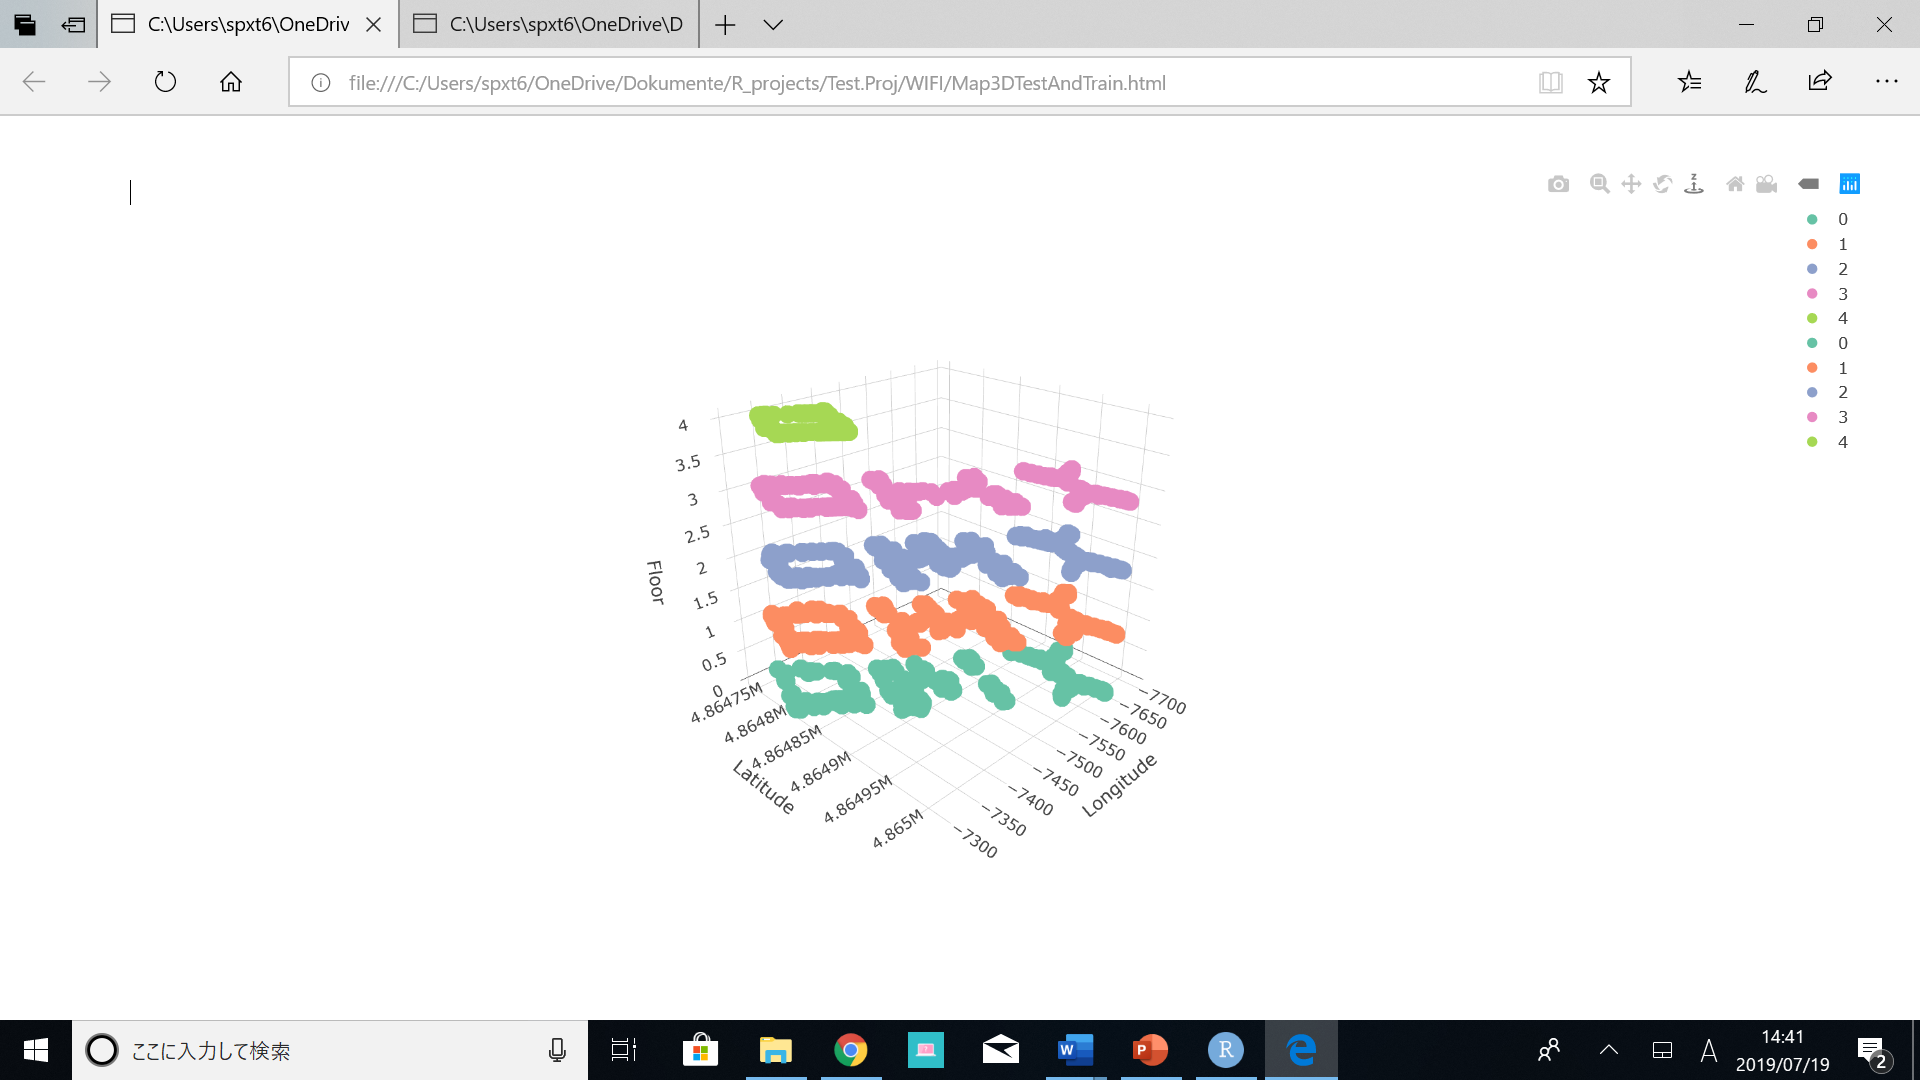 C:\Users\spxt6\OneDriv
C:\Users\spxt6\OneDrive\D
file:///C:/Users/spxt6/OneDrive/Dokumente/R_projects/Test.Proj/WIFI/Map3DTestAndTrain.html
z
0
1
2
3
4
0
1
2
3
4
4
3.5
3
2.5
2
1.5
1
0.5
0
Floor
4.86475M
4.8648M
4.86485M
4.8649M
4.86495M
4.865M
Latitude
−7700
−7650
−7600
−7550
−7500
−7450
−7400
−7350
−7300
Longitude
ここに入力して検索
W
P
R
A
14:41
2019/07/19
2